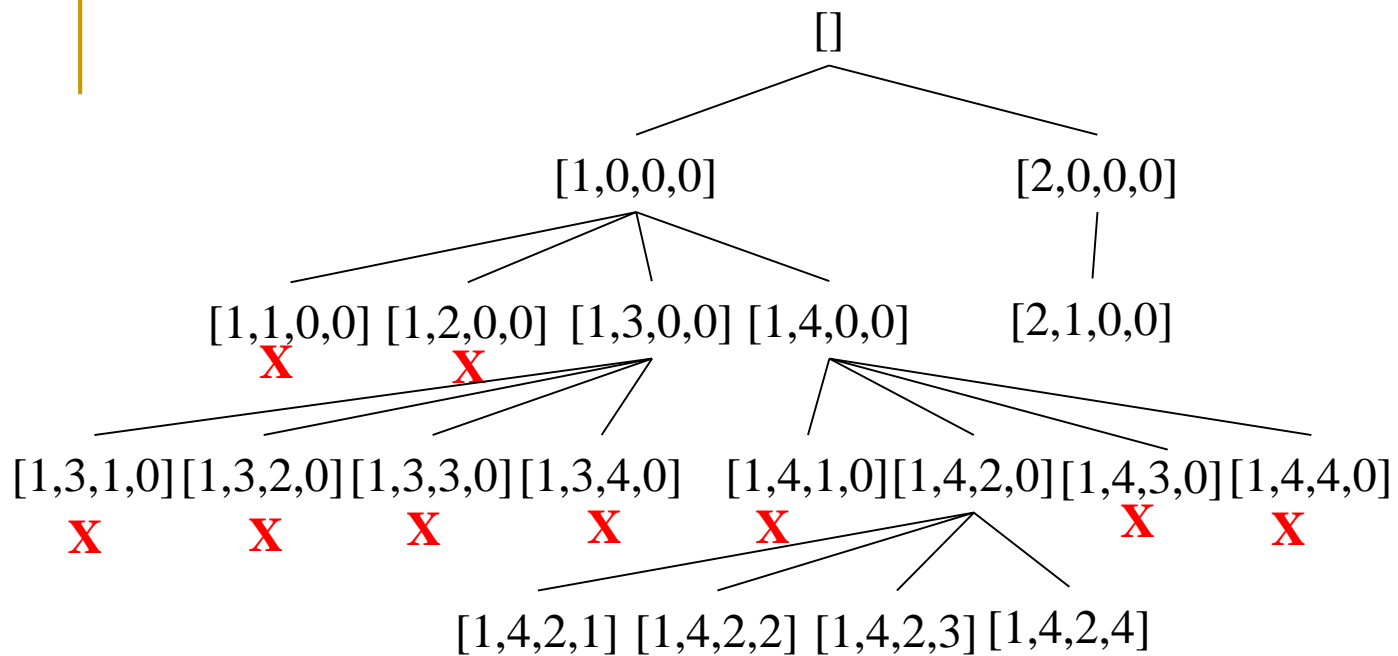 []
[1,0,0,0] [2,0,0,0]
[1,1,0,0] [1,2,0,0] [1,3,0,0] [1,4,0,0] [2,1,0,0]
X X
[1,3,1,0] [1,3,2,0] [1,3,3,0] [1,3,4,0] [1,4,1,0] [1,4,2,0] [1,4,3,0] [1,4,4,0]
X X X X X X X
[1,4,2,1] [1,4,2,2] [1,4,2,3] [1,4,2,4]